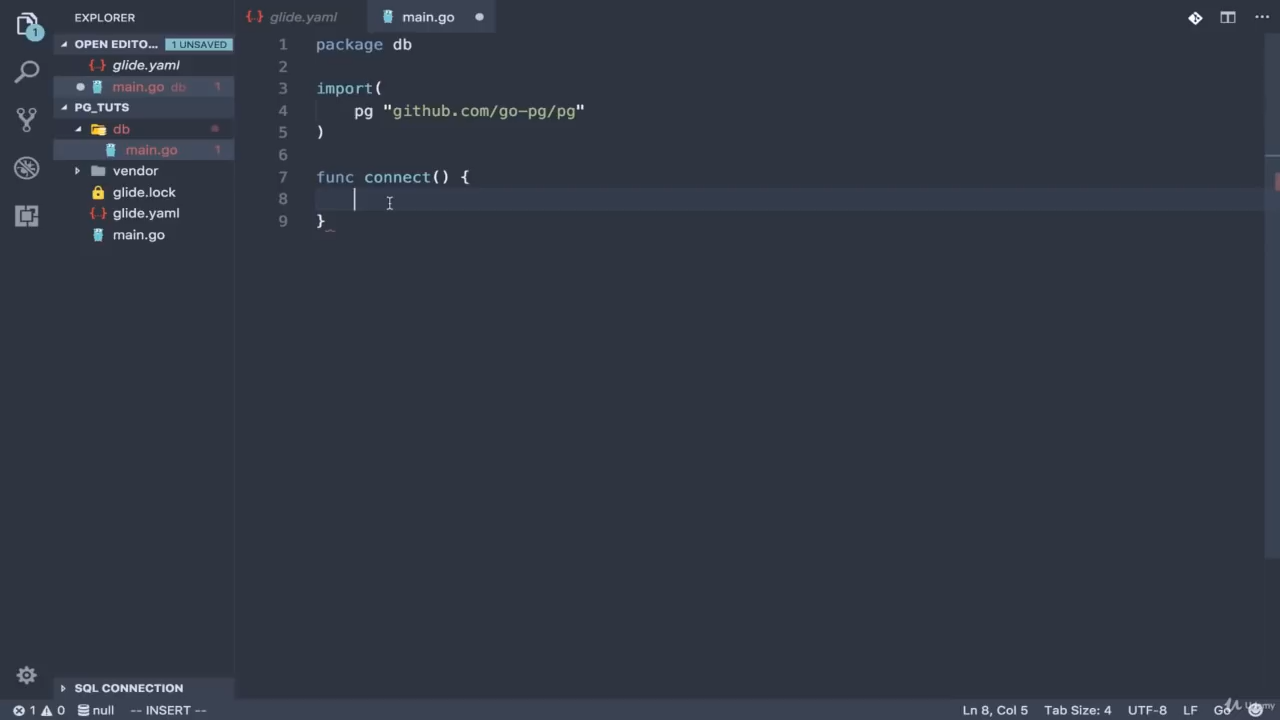 EXPLORER
OPEN EDITO...
1 UNSAVED
glide.yaml
main.go db 1
PG_TUTS
db
main.go 1
vendor
glide.lock
glide.yaml
main.go
SQL CONNECTION
1
glide.yaml
main.go
1 package db
2
3 import(
4 pg "github.com/go-pg/pg"
5 )
6
7 func connect() {
8
9 }
1 0 null -- INSERT --
Ln 8, Col 5 Tab Size: 4 UTF-8 LF Go
Udemy